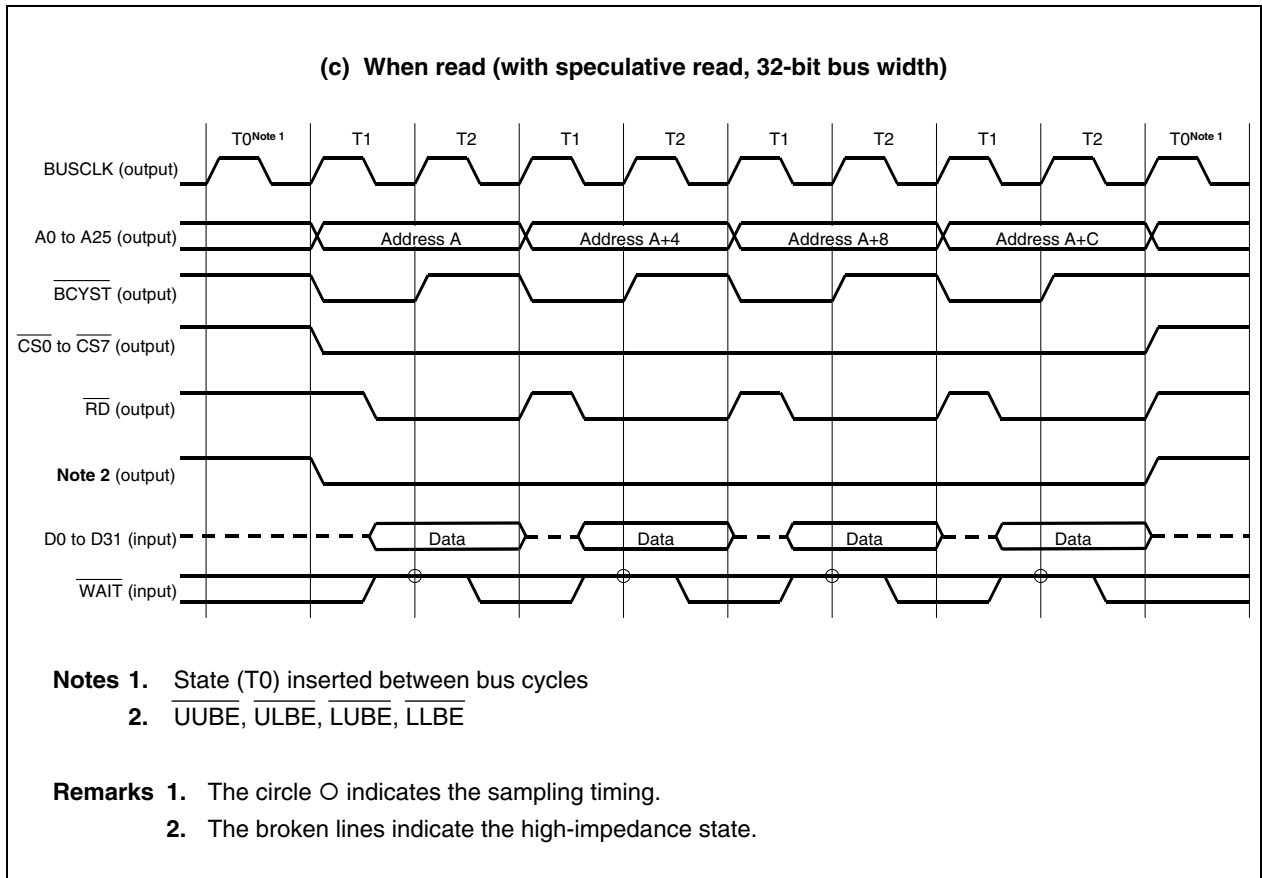 (c) When read (with speculative read, 32-bit bus width)
T0Note 1 T1 T2 T1 T2 T1 T2 T1 T2 T0Note 1
BUSCLK (output)
A0 to A25 (output) Address A Address A+4 Address A+8 Address A+C
BCYST (output)
CS0 to CS7 (output)
RD (output)
Note 2 (output)
D0 to D31 (input) Data Data Data Data
WAIT (input)
Notes 1. State (T0) inserted between bus cycles
2. UUBE, ULBE, LUBE, LLBE
Remarks 1. The circle O indicates the sampling timing.
2. The broken lines indicate the high-impedance state.